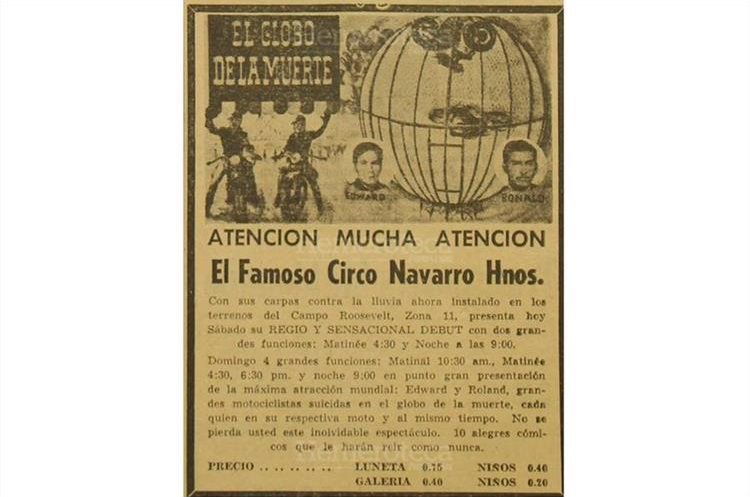 EL GLOBO
DE LA MUERTE
EDWARD
RONALD
ATENCION MUCHA ATENCION
El Famoso Circo Navarro Hnos.
Con sus carpas contra la lluvia ahora instalado en los
terrenos del Campo Roosevelt, Zona 11, presenta hoy
Sábado su REGIO Y SENSACIONAL DEBUT con dos gran-
des funciones: Matinée 4:30 y Noche a las 9:00.
Domingo 4 grandes funciones: Matinal 10:30 am., Matinée
4:30, 6:30 pm. y noche 9:00 en punto gran presentación
de la máxima atracción mundial: Edward y Roland, gran-
des motociclistas suicidas en el globo de la muerte, cada
quien en su respectiva moto y al mismo tiempo. No se
pierda usted este inolvidable espectáculo. 10 alegres cómi-
cos que le harán reír como nunca.
PRECIO .. .. .. .. .. LUNETA 0.75 NIÑOS 0.40
GALERIA 0.40 NIÑOS 0.20
Hemeroteca